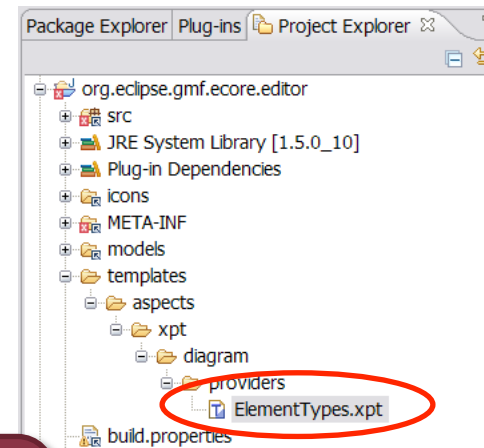 Package Explorer Plug-ins Project Explorer
org.eclipse.gmf.ecore.editor
src
JRE System Library [1.5.0_10]
Plug-in Dependencies
icons
META-INF
models
templates
aspects
xpt
diagram
providers
ElementTypes.xpt
build.properties